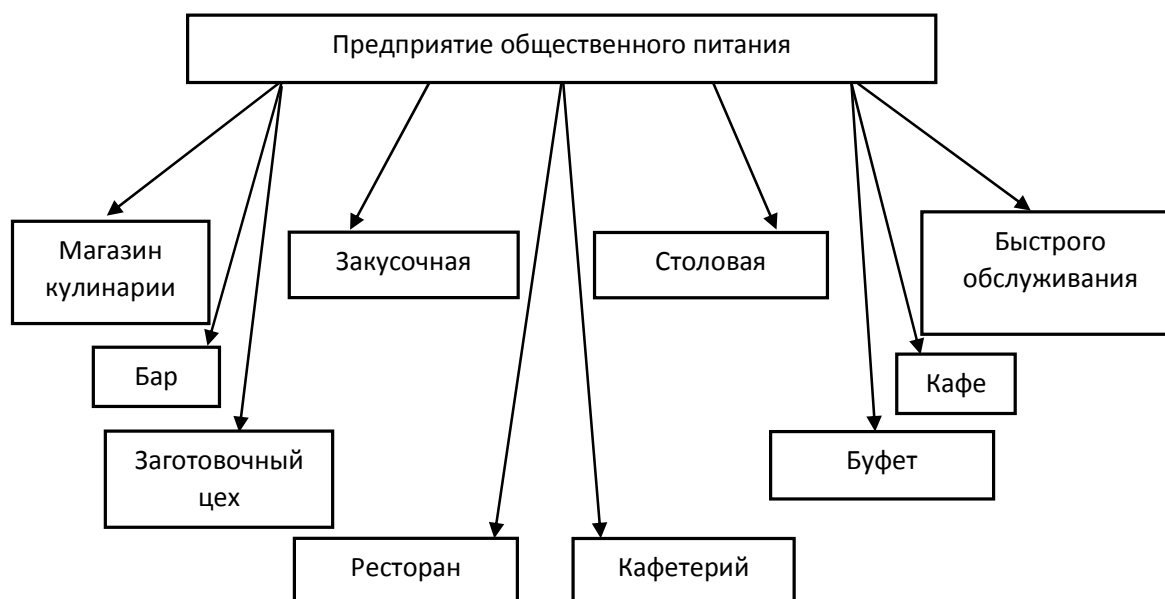 Предприятие общественного питания
Магазин
кулинарии
Закусочная
Столовая
Быстрого
обслуживания
Бар
Кафе
Заготовочный
цех
Буфет
Ресторан
Кафетерий